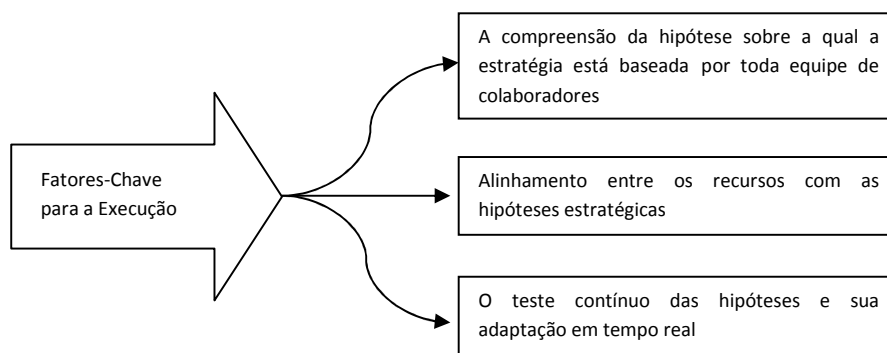 A compreensão da hipótese sobre a qual a
estratégia está baseada por toda equipe de
colaboradores
Fatores-Chave
para a Execução
Alinhamento entre os recursos com as
hipóteses estratégicas
O teste contínuo das hipóteses e sua
adaptação em tempo real